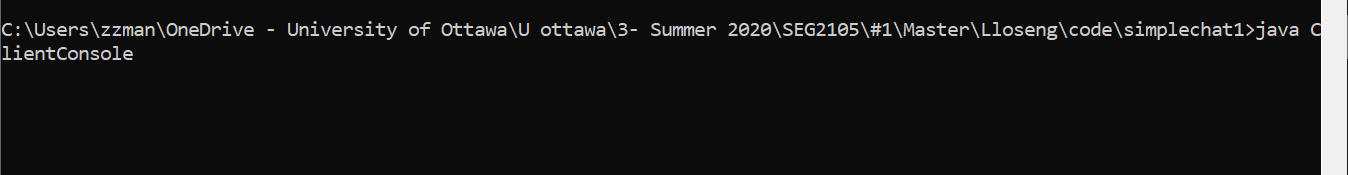 C:\Users\zzman\OneDrive - University of Ottawa\U ottawa\3- Summer 2020\SEG2105\#1\Master\Lloseng\code\simplechat1>java C
lientConsole